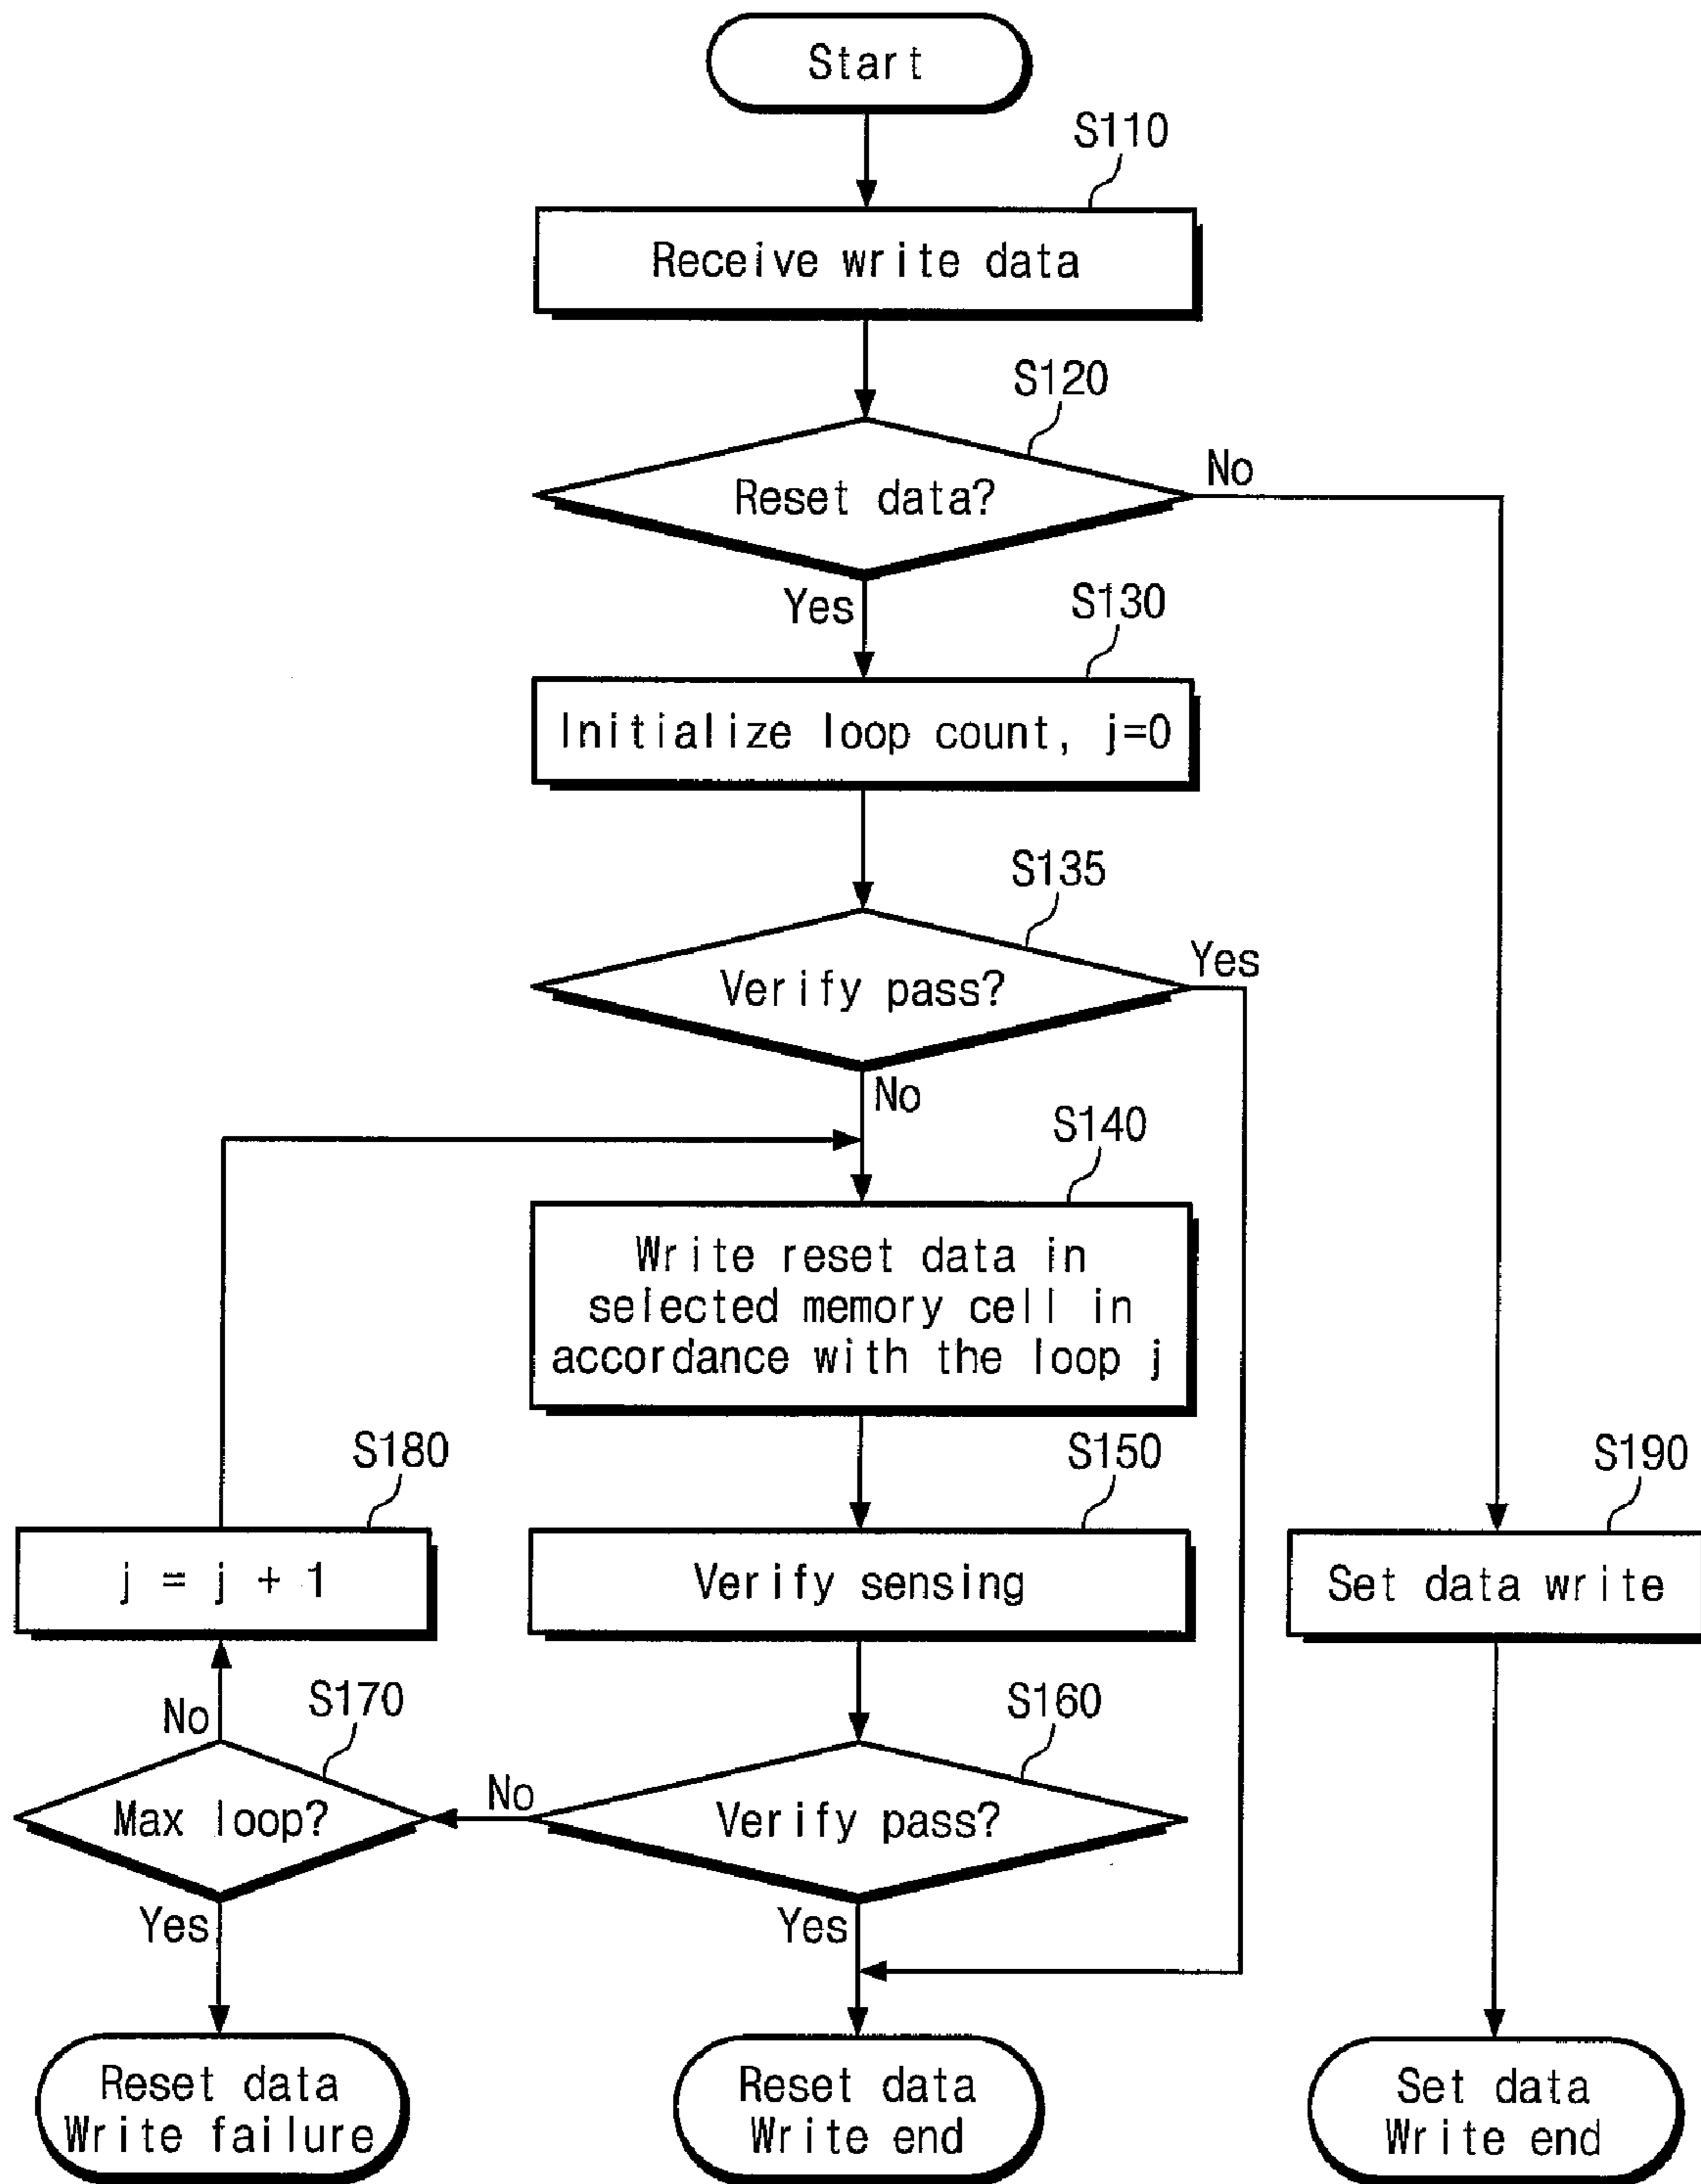 Start
S110
Receive write data
S120
Reset data?
No
Yes
S130
Initialize loop count, j=0
S135
Verify pass?
Yes
No
S140
Write reset data in
selected memory cell in
accordance with the loop j
S180
S150
S190
j = j + 1
Verify sensing
Set data write
No
S170
S160
Max loop?
No
Verify pass?
Yes
Yes
Reset data
Write failure
Reset data
Write end
Set data
Write end